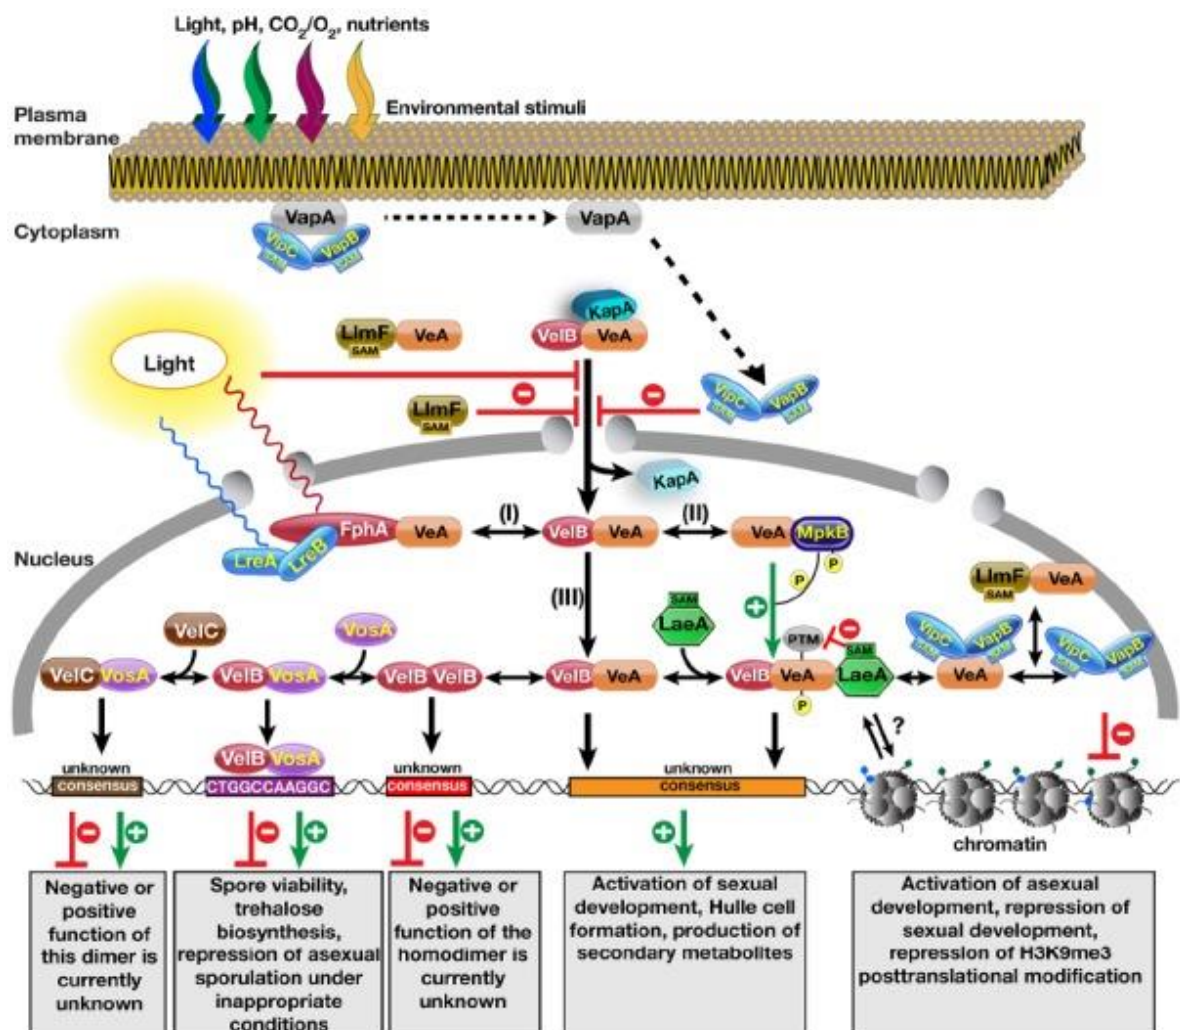 Light, pH, CO2/O2, nutrients
Environmental stimuli
Plasma
membrane
Cytoplasm
VapA
VipC
SAM
VapB
SAM
VapA
KapA
VelB
VeA
LlmF
SAM
VeA
Light
LlmF
SAM
VipC
SAM
VapB
SAM
KapA
Nucleus
FphA
VeA
LreA
LreB
(I)
VelB
VeA
(II)
VeA
MpkB
P
P
(III)
LlmF
SAM
VeA
VelC
VosA
SAM
LaeA
PTM
VipC
SAM
VapB
SAM
VeA
VipC
SAM
VapB
SAM
VelC
VosA
VelB
VosA
VelB
VelB
VelB
VeA
VelB
VeA
SAM
LaeA
P
?
VelB
VosA
unknown
consensus
CTGGCCAAGGC
unknown
consensus
unknown
consensus
chromatin
Negative or
positive
function of
this dimer is
currently
unknown
Spore viability,
trehalose
biosynthesis,
repression of asexual
sporulation under
inappropriate
conditions
Negative or
positive
function of the
homodimer is
currently
unknown
Activation of sexual
development, Hulle cell
formation, production of
secondary metabolites
Activation of asexual
development, repression of
sexual development,
repression of H3K9me3
posttranslational modification